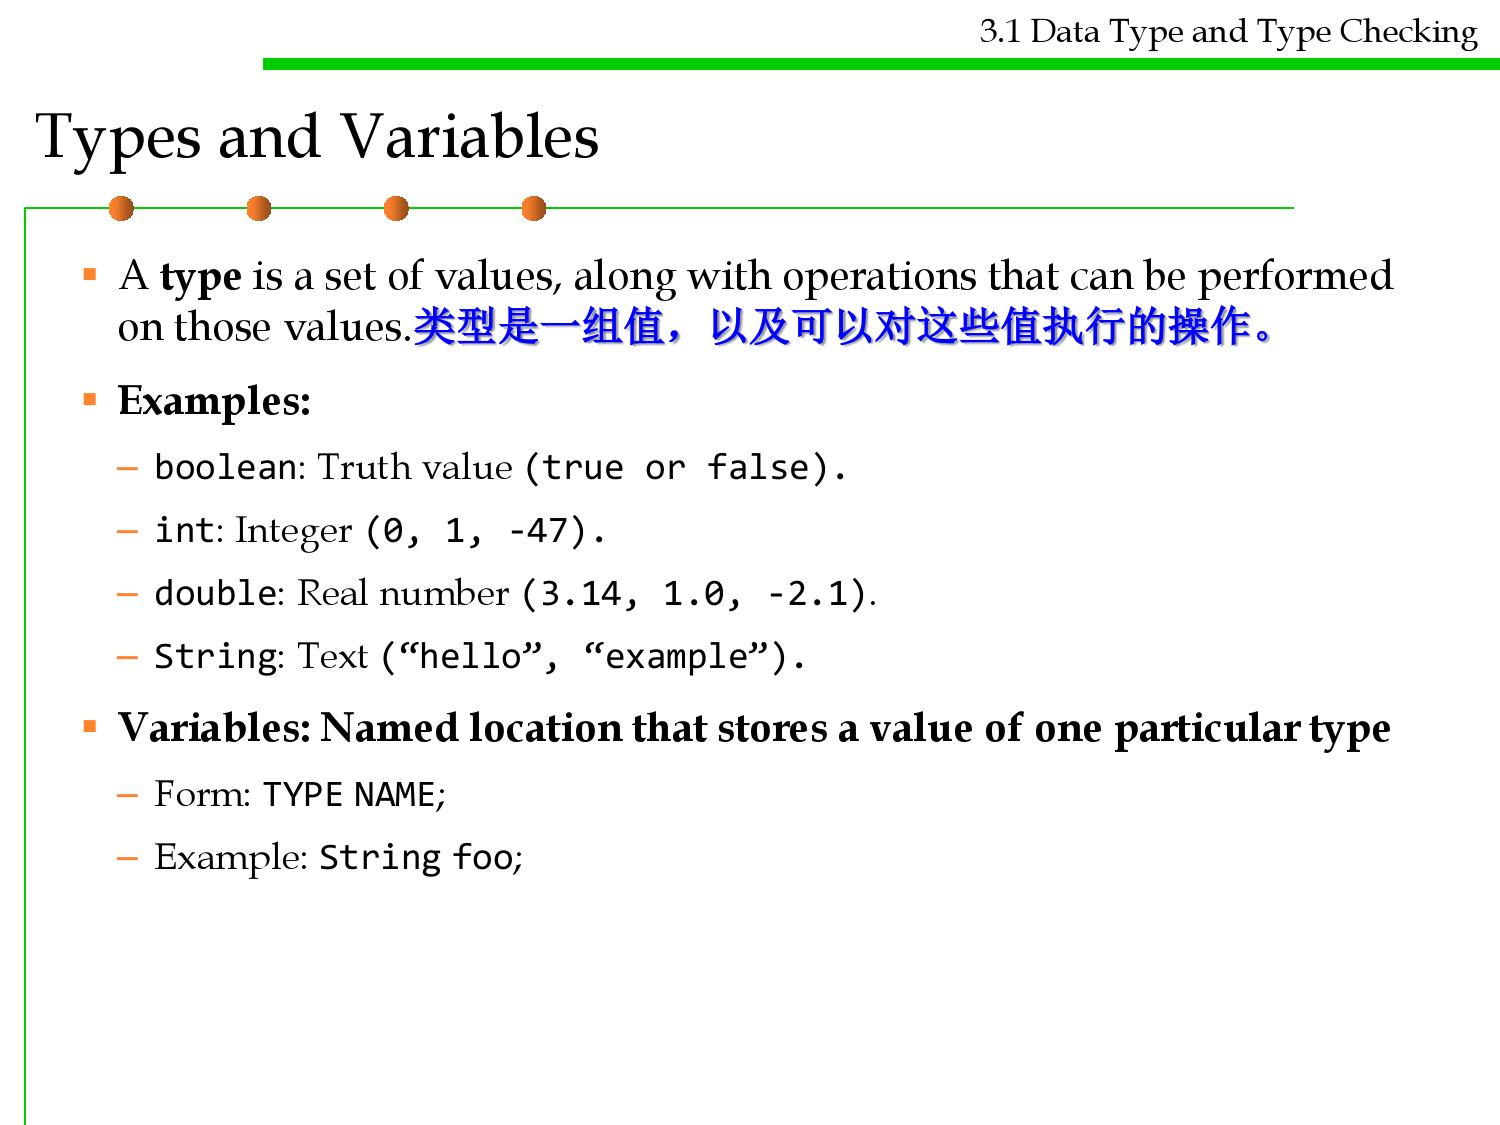 3.1 Data Type and Type Checking
Types and Variables
▪ A type is a set of values, along with operations that can be performed
on those values.类型是一组值，以及可以对这些值执行的操作。
▪ Examples:
– boolean: Truth value (true or false).
– int: Integer (0, 1, -47).
– double: Real number (3.14, 1.0, -2.1).
– String: Text (“hello”, “example”).
▪ Variables: Named location that stores a value of one particular type
– Form: TYPE NAME;
– Example: String foo;